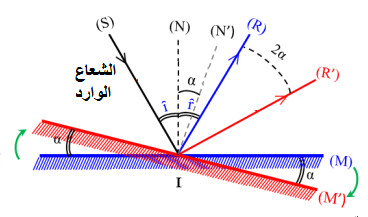 (S) (N) (N') (R)
2α
α
(R')
الشعاع
الوارد
î r̂
α
(M)
α
I
(M')